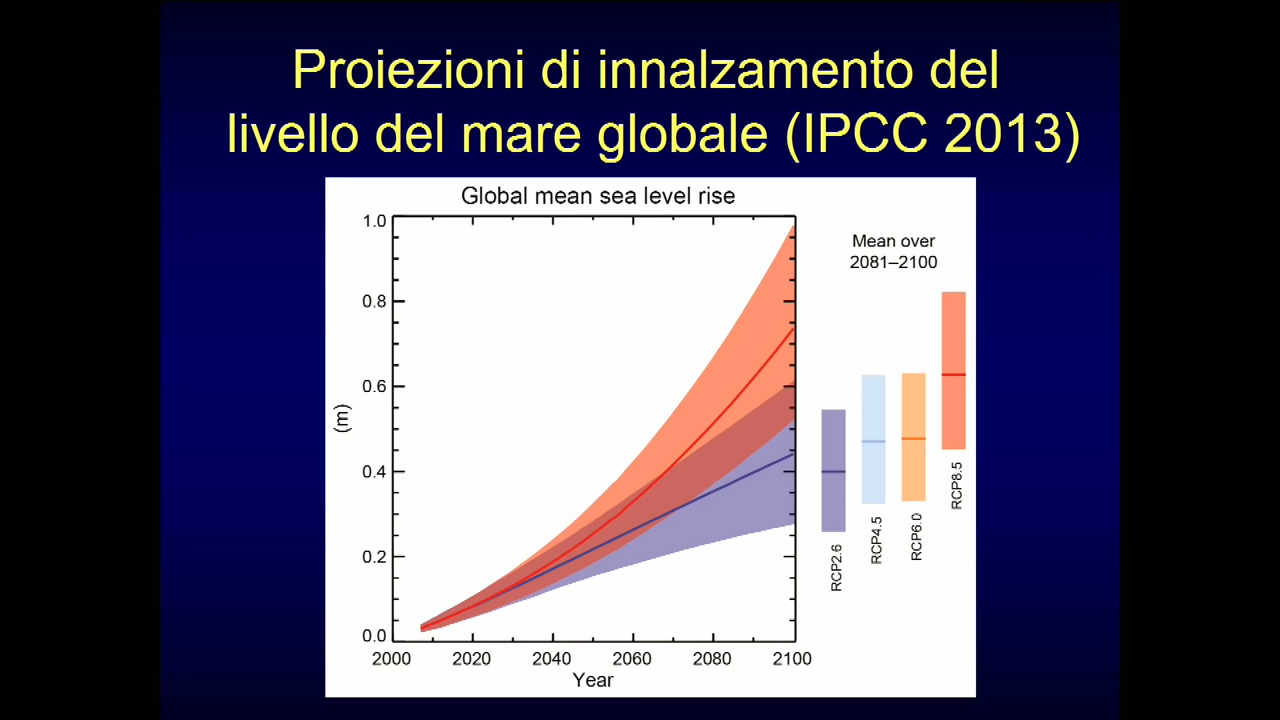 Proiezioni di innalzamento del
livello del mare globale (IPCC 2013)
Global mean sea level rise
1.0
0.8
0.6
0.4
0.2
0.0
(m)
2000 2020 2040 2060 2080 2100
Year
Mean over
2081–2100
RCP2.6
RCP4.5
RCP6.0
RCP8.5